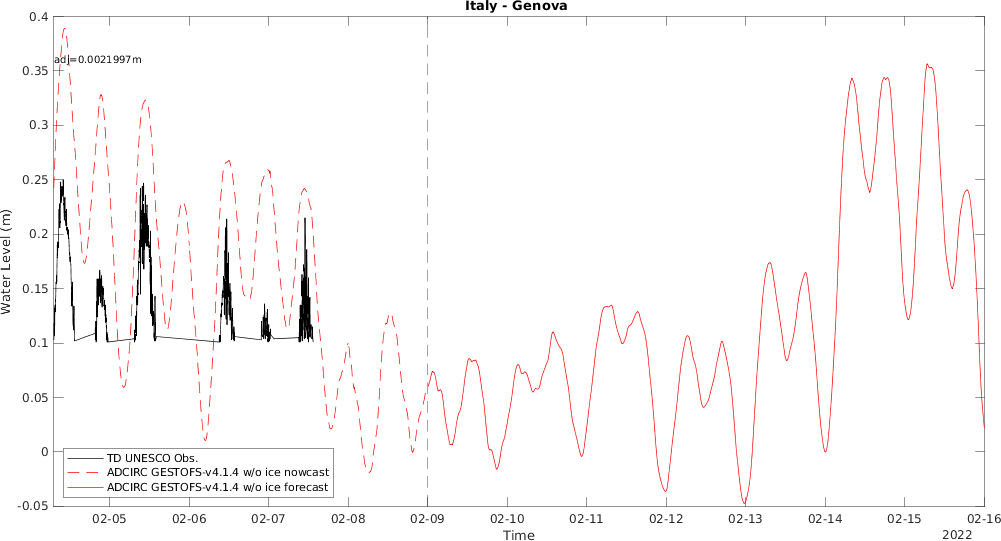 Italy - Genova
adj=0.0021997m
Water Level (m)
0.4
0.35
0.3
0.25
0.2
0.15
0.1
0.05
0
-0.05
TD UNESCO Obs.
ADCIRC GESTOFS-v4.1.4 w/o ice nowcast
ADCIRC GESTOFS-v4.1.4 w/o ice forecast
02-05 02-06 02-07 02-08 02-09 02-10 02-11 02-12 02-13 02-14 02-15 02-16
Time
2022